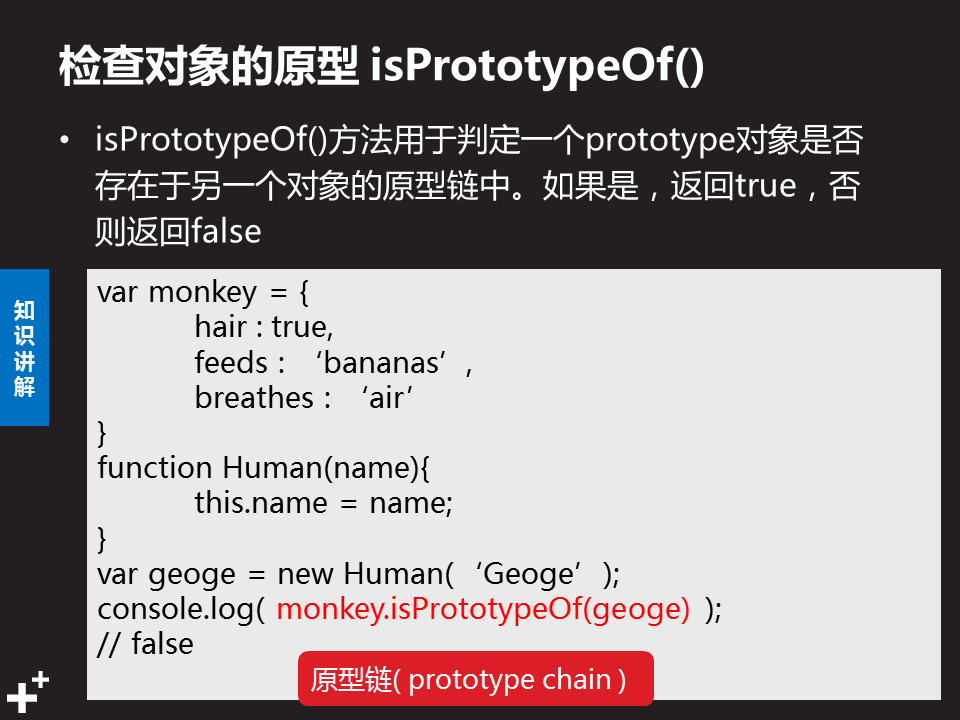 检查对象的原型 isPrototypeOf()
• isPrototypeOf()方法用于判定一个prototype对象是否
存在于另一个对象的原型链中。如果是，返回true，否
则返回false
知
识
讲
解
var monkey = {
hair : true,
feeds : ‘bananas’,
breathes : ‘air’
}
function Human(name){
this.name = name;
}
var geoge = new Human( ‘Geoge’ );
console.log( monkey.isPrototypeOf(geoge) );
// false
原型链( prototype chain )